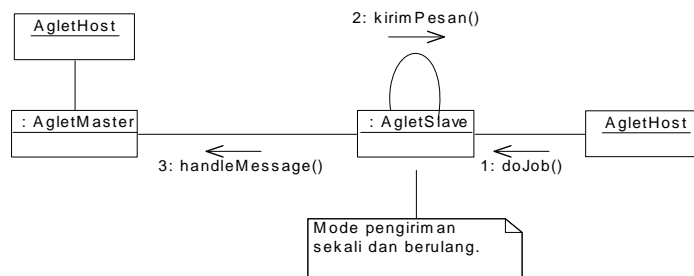 2: kirimPesan()
AgletHost
: AgletMaster
: AgletSlave
AgletHost
3: handleMessage()
1: doJob()
Mode pengiriman
sekali dan berulang.